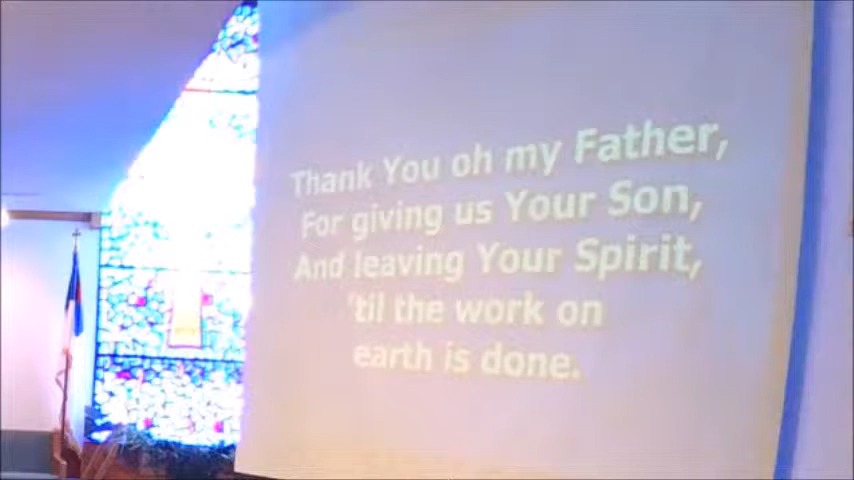 Thank You oh my Father,
For giving us Your Son,
And leaving Your Spirit,
'til the work on
earth is done.